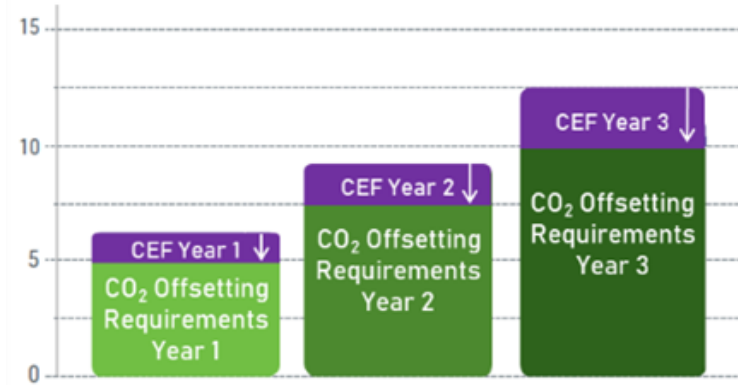 15
10
5
0
CEF Year 1
CO₂ Offsetting
Requirements
Year 1
CEF Year 2
CO₂ Offsetting
Requirements
Year 2
CEF Year 3
CO₂ Offsetting
Requirements
Year 3